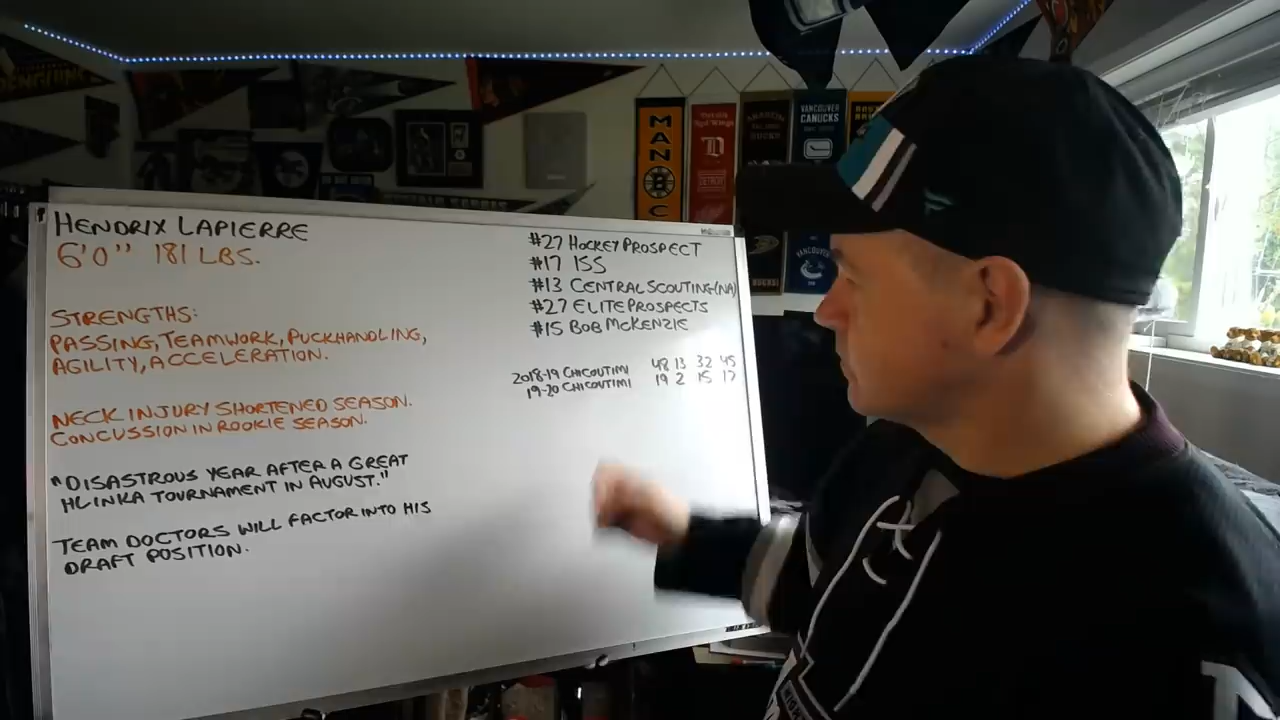 HENDRIX LAPIERRE
6'0" 181 LBS.
STRENGTHS:
PASSING, TEAMWORK, PUCKHANDLING,
AGILITY, ACCELERATION.
NECK INJURY SHORTENED SEASON.
CONCUSSION IN ROOKIE SEASON.
"DISASTROUS YEAR AFTER A GREAT
HLINKA TOURNAMENT IN AUGUST."
TEAM DOCTORS WILL FACTOR INTO HIS
DRAFT POSITION.
#27 HOCKEY PROSPECT
#17 ISS
#13 CENTRAL SCOUTING (NA)
#27 ELITE PROSPECTS
#15 BOB MCKENZIE
2018-19 CHICOUTIMI 48 13 32 45
19-20 CHICOUTIMI 19 2 15 17
MAN
B
C
DETROIT
VANCOUVER
CANUCKS
VANCOUVER